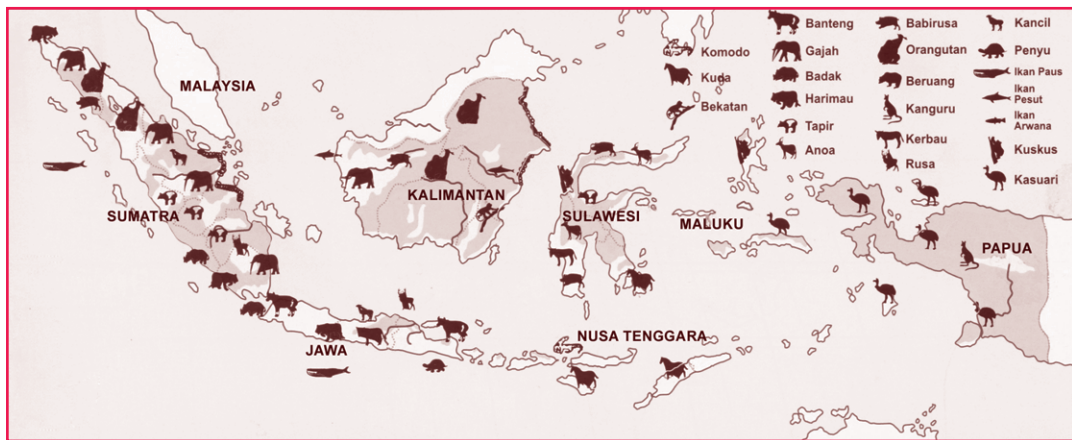 Komodo
Kuda
Bekatan
Banteng
Gajah
Badak
Harimau
Tapir
Anoa
Babirusa
Orangutan
Beruang
Kanguru
Kerbau
Rusa
Kancil
Penyu
Ikan Paus
Ikan
Pesut
Ikan
Arwana
Kuskus
Kasuari
MALAYSIA
SUMATRA
KALIMANTAN
SULAWESI
MALUKU
PAPUA
JAWA
NUSA TENGGARA